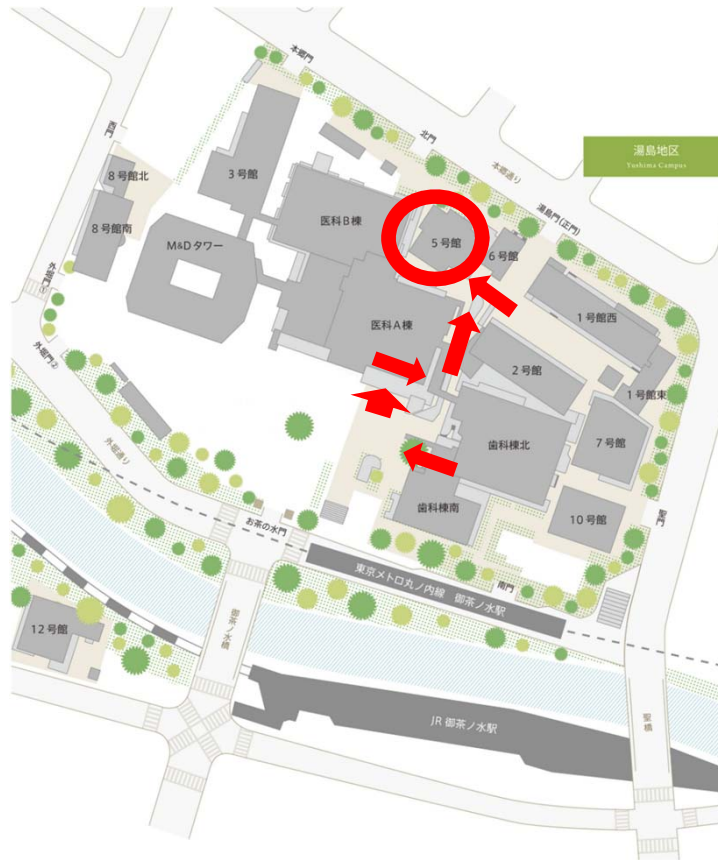 本郷門
西門
北門
湯島地区
Yushima Campus
本郷通り
8号館北
3号館
湯島門(正門)
医科B棟
5号館
8号館南
M&Dタワー
6号館
外堀門①
医科A棟
1号館西
外堀門②
2号館
1号館東
外堀通り
歯科棟北
7号館
歯科棟南
10号館
聖門
お茶の水門
南門
東京メトロ丸ノ内線 御茶ノ水駅
12号館
御茶ノ水橋
JR 御茶ノ水駅
聖橋